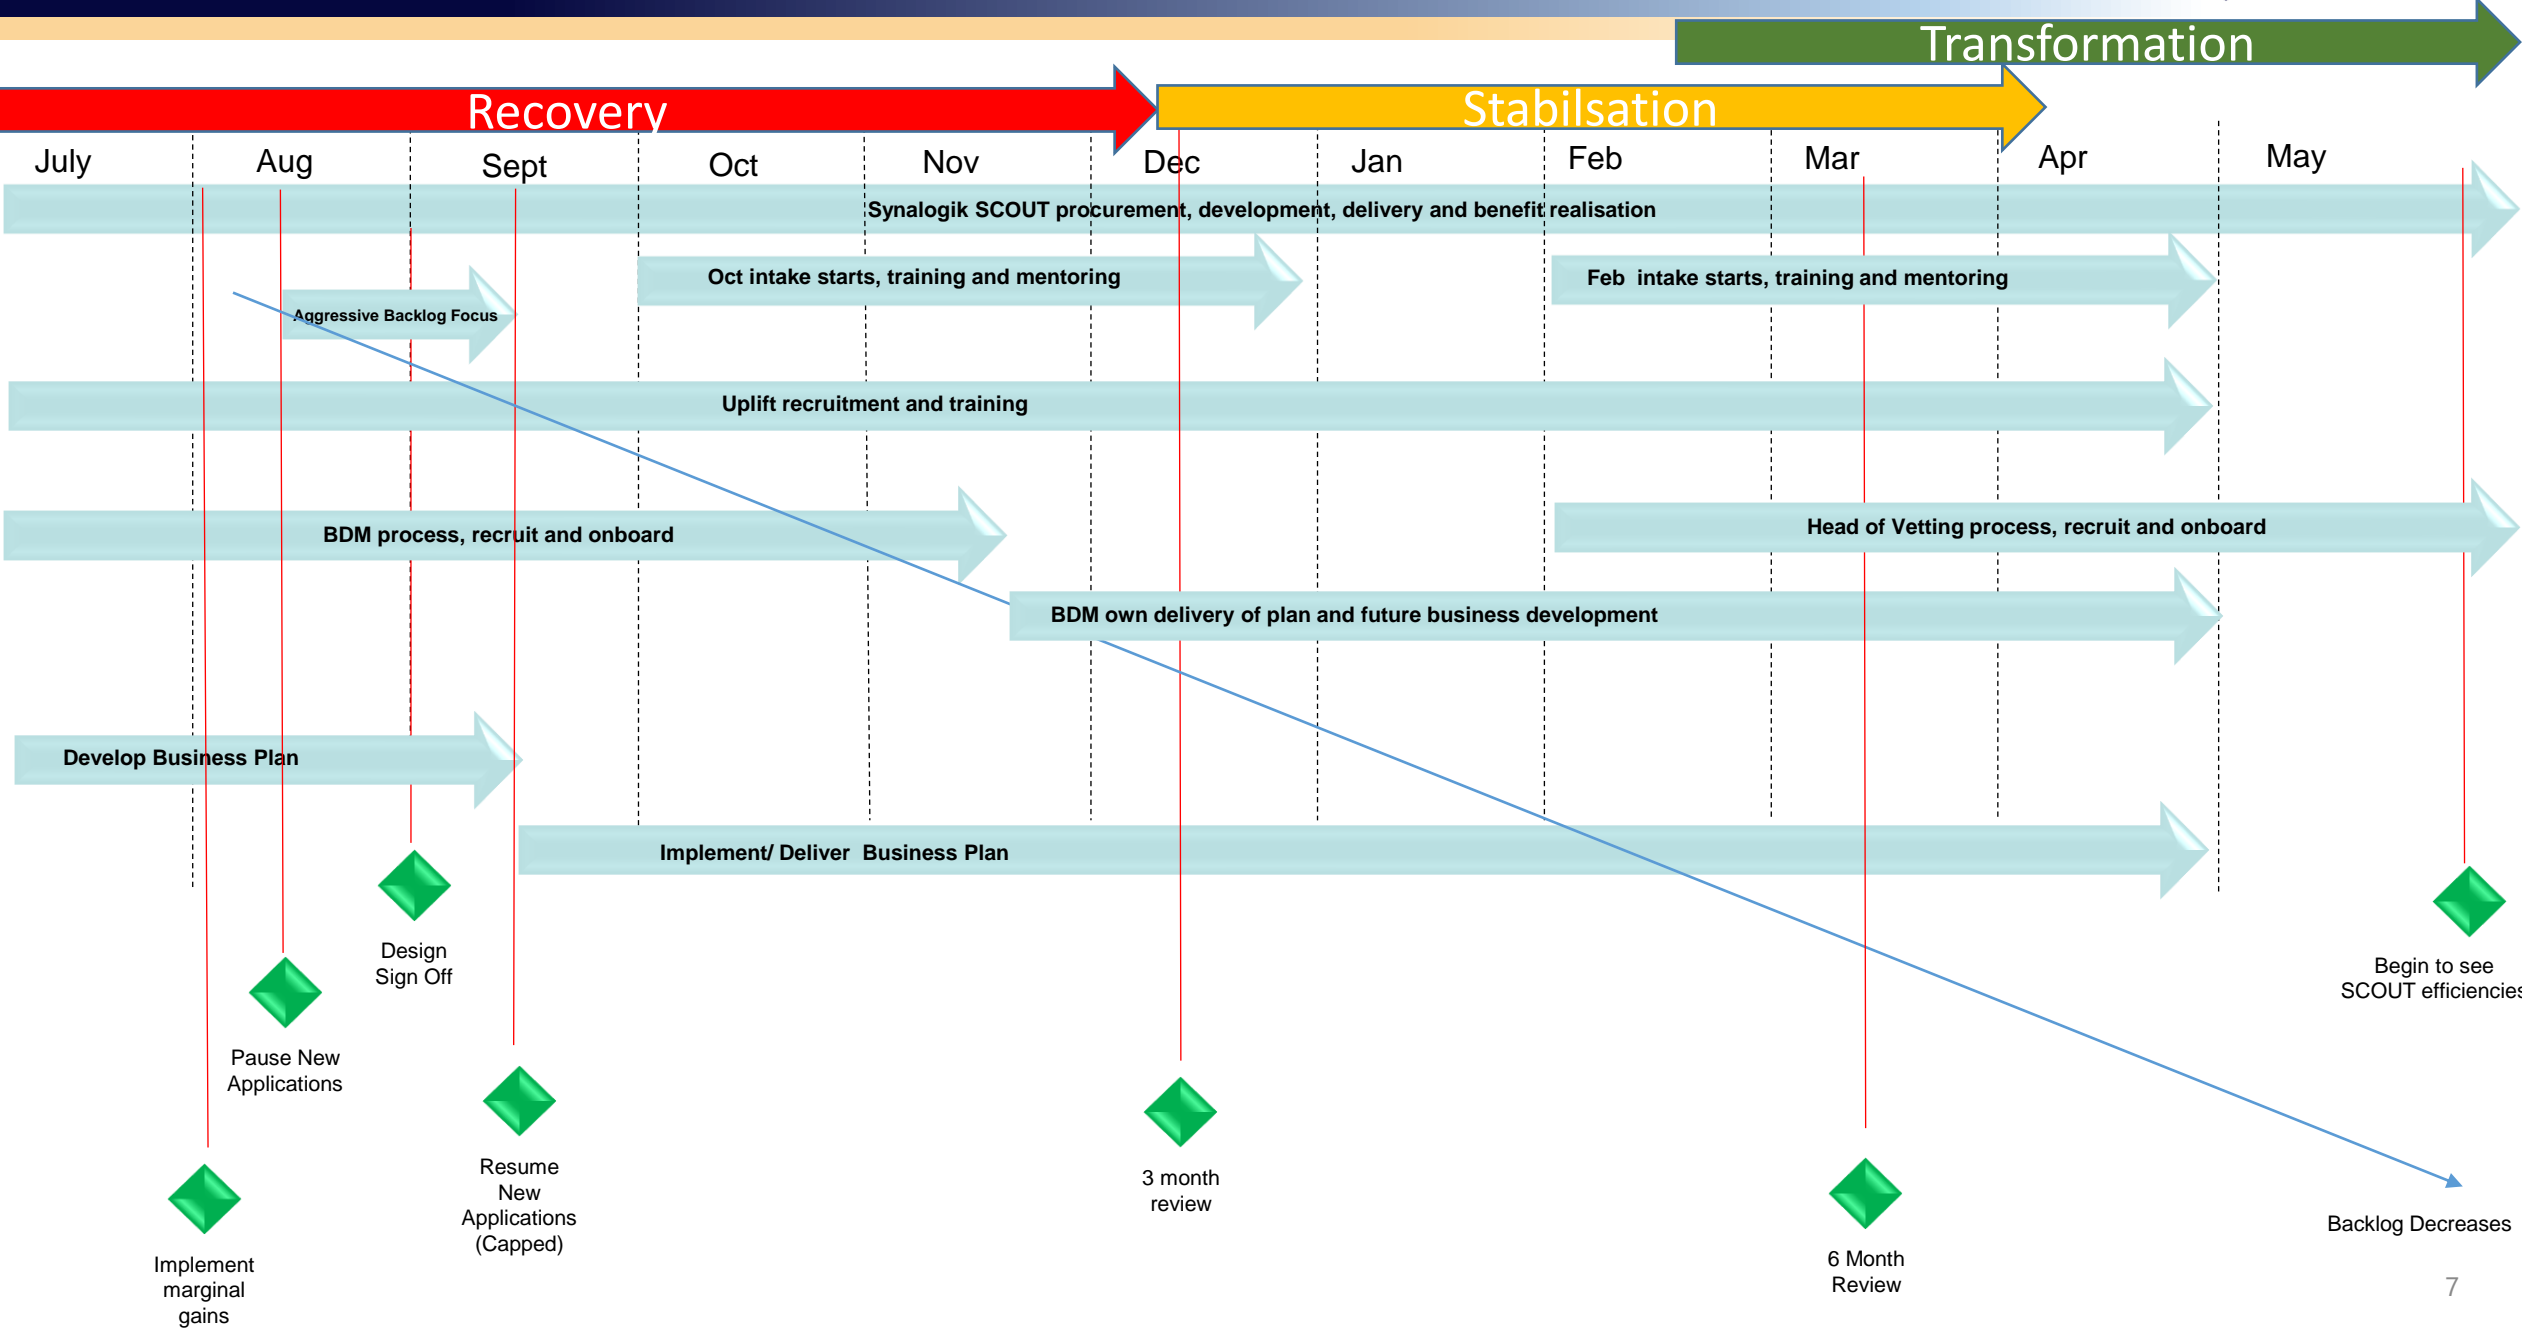 Transformation
Recovery
Stabilsation
July
Aug
Sept
Oct
Nov
Dec
Jan
Feb
Mar
Apr
May
Synalogik SCOUT procurement, development, delivery and benefit realisation
Oct intake starts, training and mentoring
Feb intake starts, training and mentoring
Aggressive Backlog Focus
Uplift recruitment and training
BDM process, recruit and onboard
Head of Vetting process, recruit and onboard
BDM own delivery of plan and future business development
Develop Business Plan
Implement/ Deliver Business Plan
Design
Sign Off
Begin to see
SCOUT efficiencies
Pause New
Applications
Resume
New
Applications
(Capped)
3 month
review
Backlog Decreases
Implement
marginal
gains
6 Month
Review
7